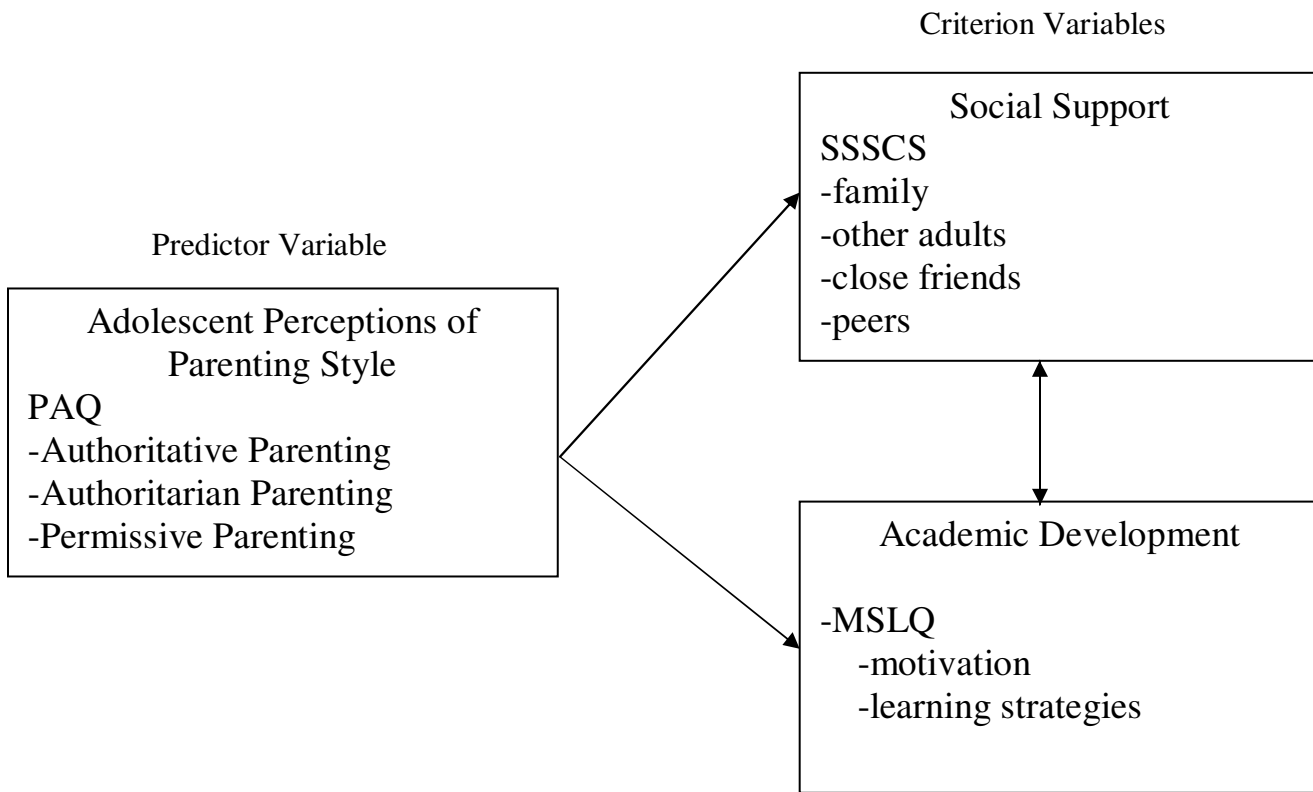 Criterion Variables
Social Support
SSSCS
-family
-other adults
-close friends
-peers
Predictor Variable
Adolescent Perceptions of
Parenting Style
PAQ
-Authoritative Parenting
-Authoritarian Parenting
-Permissive Parenting
Academic Development
-MSLQ
-motivation
-learning strategies